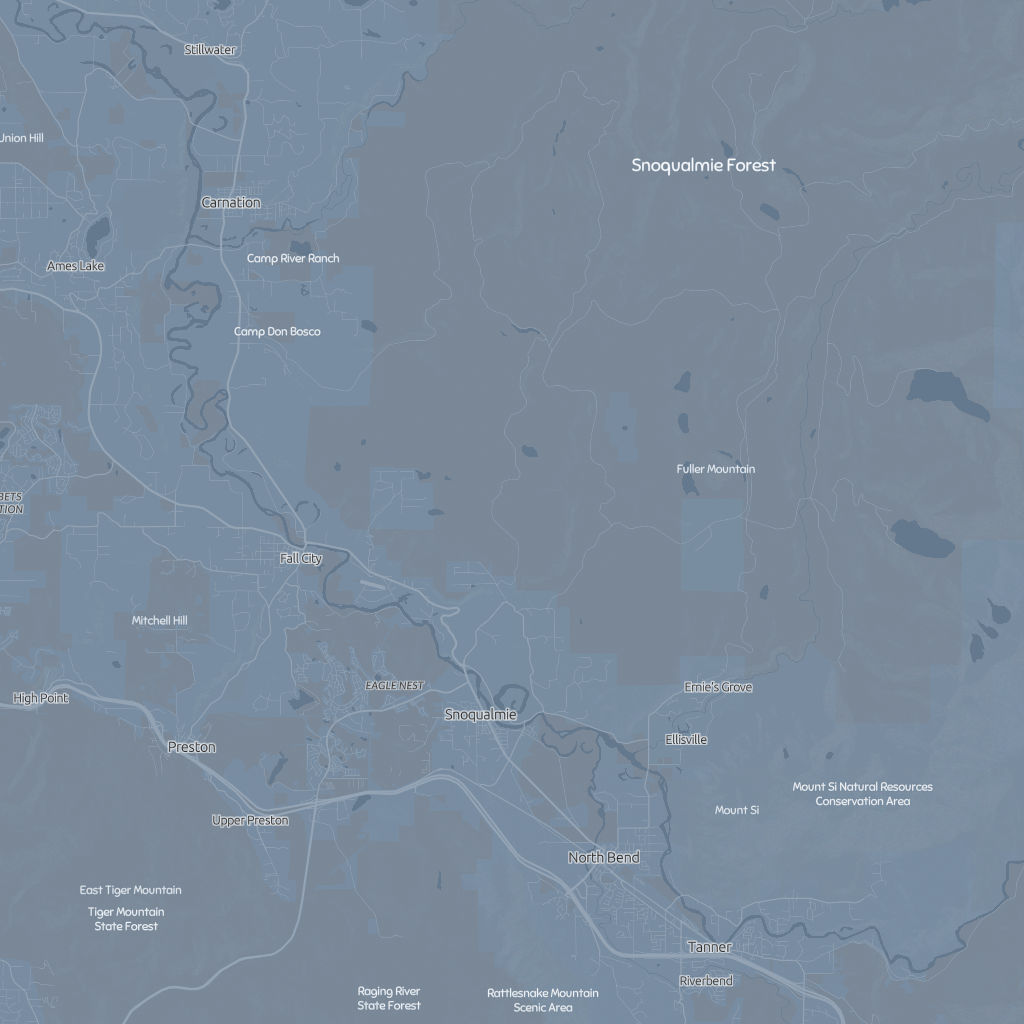 Stillwater
Union Hill
Snoqualmie Forest
Carnation
Camp River Ranch
Ames Lake
Camp Don Bosco
Fuller Mountain
BETS
TION
Fall City
Mitchell Hill
EAGLE NEST
Ernie's Grove
High Point
Snoqualmie
Ellisville
Preston
Mount Si Natural Resources
Conservation Area
Mount Si
Upper Preston
North Bend
East Tiger Mountain
Tiger Mountain
State Forest
Tanner
Riverbend
Raging River
State Forest
Rattlesnake Mountain
Scenic Area